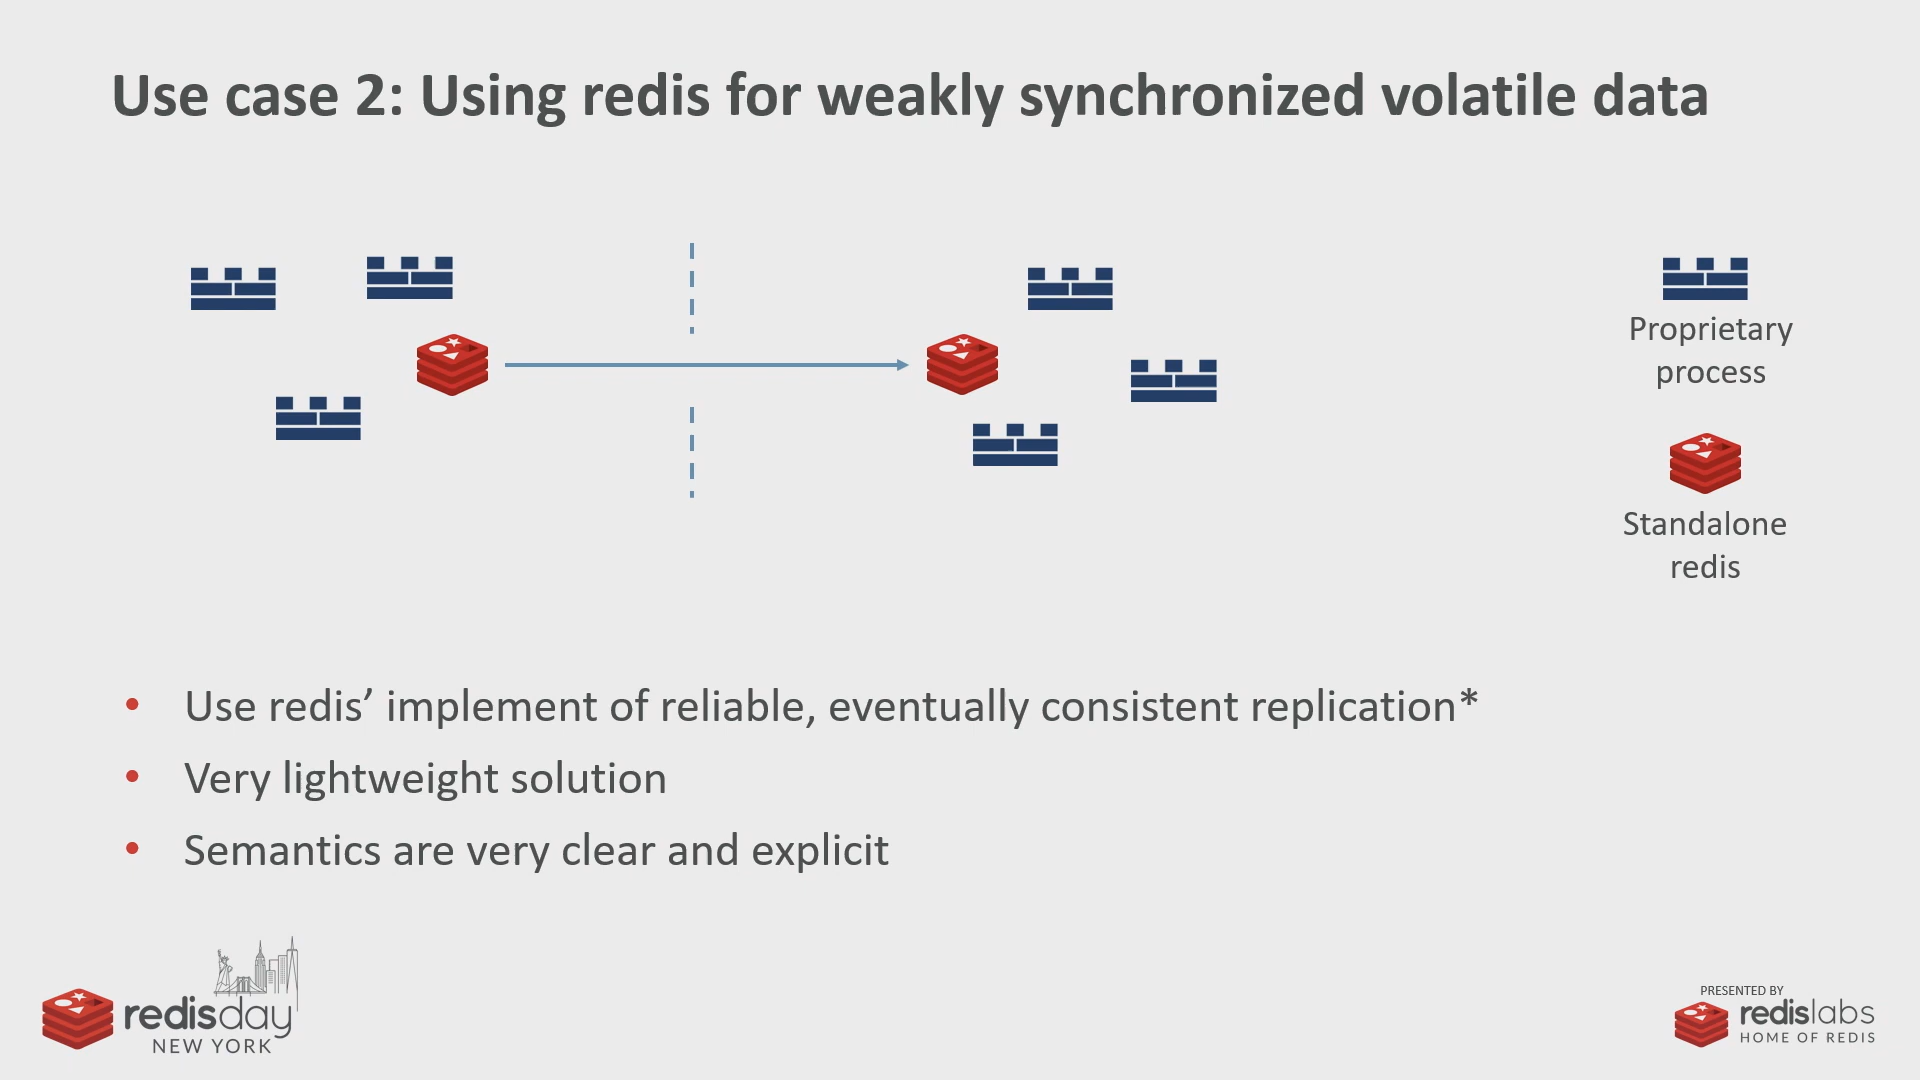 Use case 2: Using redis for weakly synchronized volatile data
Proprietary
process
Standalone
redis
• Use redis’ implement of reliable, eventually consistent replication*
• Very lightweight solution
• Semantics are very clear and explicit
redisday
NEW YORK
PRESENTED BY
redislabs
HOME OF REDIS